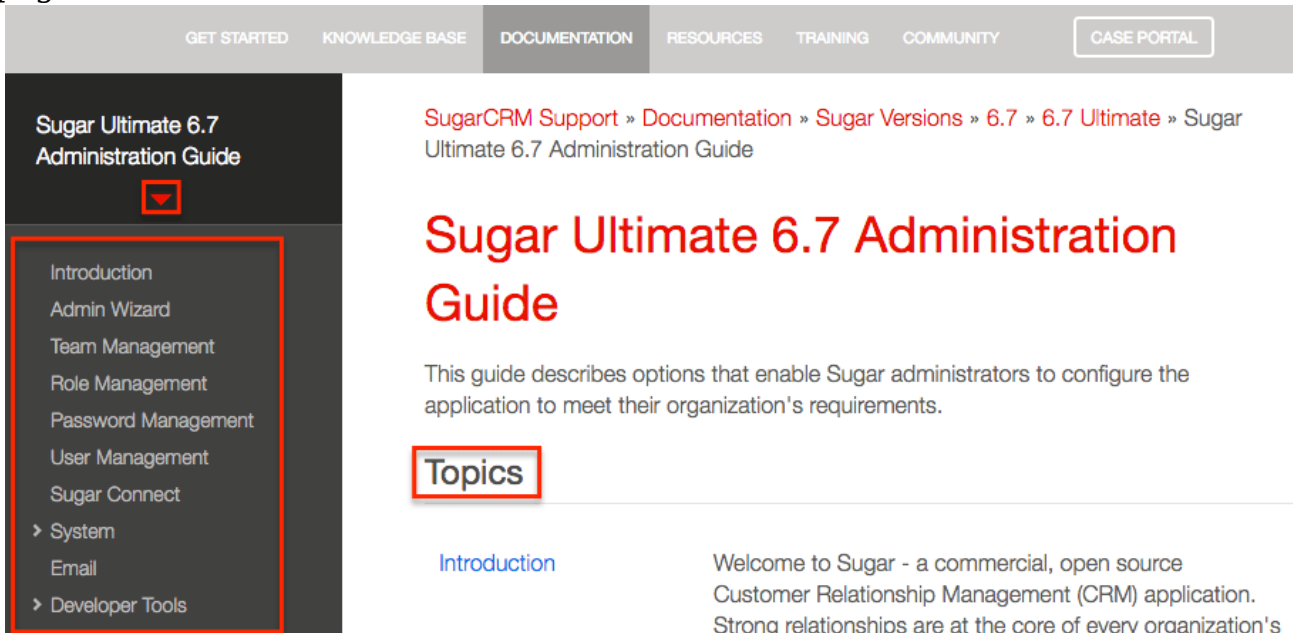 GET STARTED KNOWLEDGE BASE DOCUMENTATION RESOURCES TRAINING COMMUNITY CASE PORTAL
Sugar Ultimate 6.7
Administration Guide
Introduction
Admin Wizard
Team Management
Role Management
Password Management
User Management
Sugar Connect
System
Email
Developer Tools
SugarCRM Support » Documentation » Sugar Versions » 6.7 » 6.7 Ultimate » Sugar
Ultimate 6.7 Administration Guide
Sugar Ultimate 6.7 Administration
Guide
This guide describes options that enable Sugar administrators to configure the
application to meet their organization's requirements.
Topics
Introduction
Welcome to Sugar - a commercial, open source
Customer Relationship Management (CRM) application.
Strong relationships are at the core of every organization's